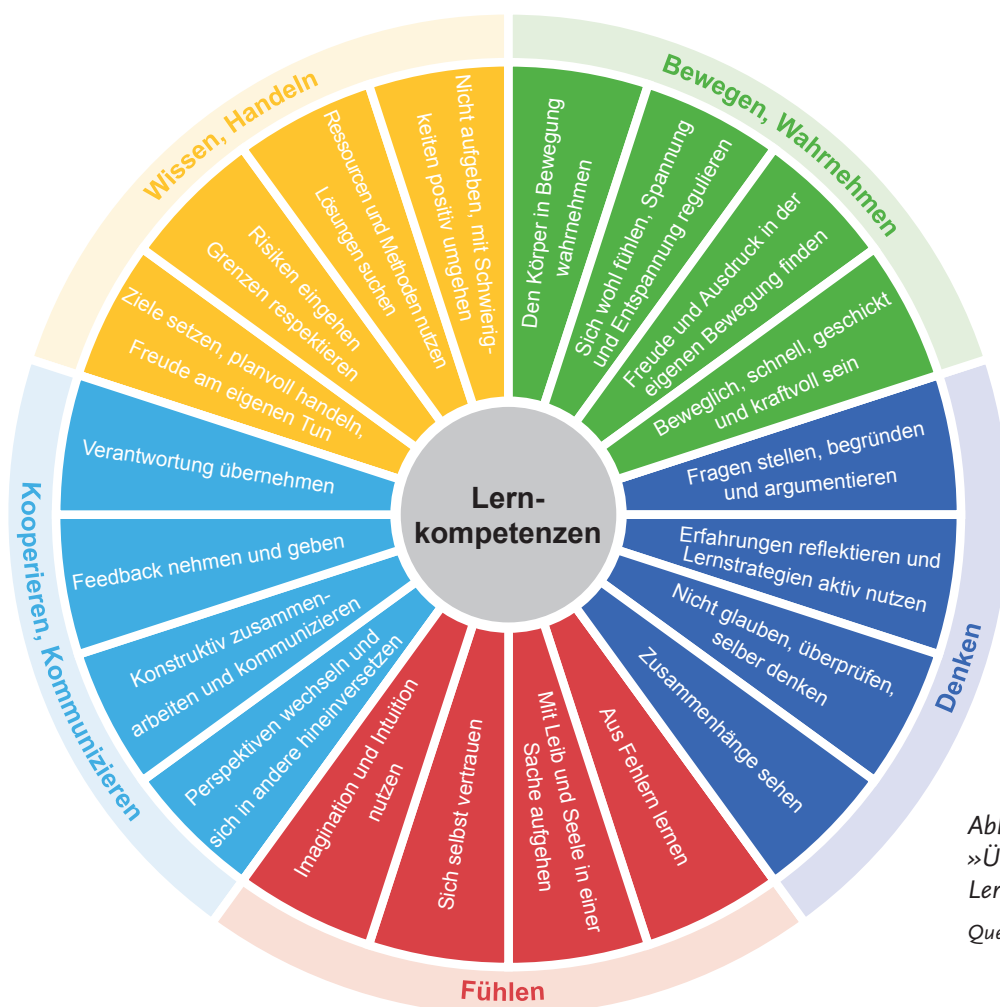 Wissen, Handeln
Nicht aufgeben, mit Schwierig-
keiten positiv umgehen
Ressourcen und Methoden nutzen
Lösungen suchen
Risiken eingehen
Grenzen respektieren
Ziele setzen, planvoll handeln,
Freude am eigenen Tun
Bewegen, Wahrnehmen
Den Körper in Bewegung
wahrnehmen
Sich wohl fühlen, Spannung
und Entspannung regulieren
Freude und Ausdruck in der
eigenen Bewegung finden
Beweglich, schnell, geschickt
und kraftvoll sein
Denken
Fragen stellen, begründen
und argumentieren
Erfahrungen reflektieren und
Lernstrategien aktiv nutzen
Nicht glauben, überprüfen,
selber denken
Zusammenhänge sehen
Fühlen
Aus Fehlern lernen
Mit Leib und Seele in einer
Sache aufgehen
Sich selbst vertrauen
Imagination und Intuition
nutzen
Kooperieren, Kommunizieren
Perspektiven wechseln und
sich in andere hineinversetzen
Konstruktiv zusammen-
arbeiten und kommunizieren
Feedback nehmen und geben
Verantwortung übernehmen
Lern-
kompetenzen